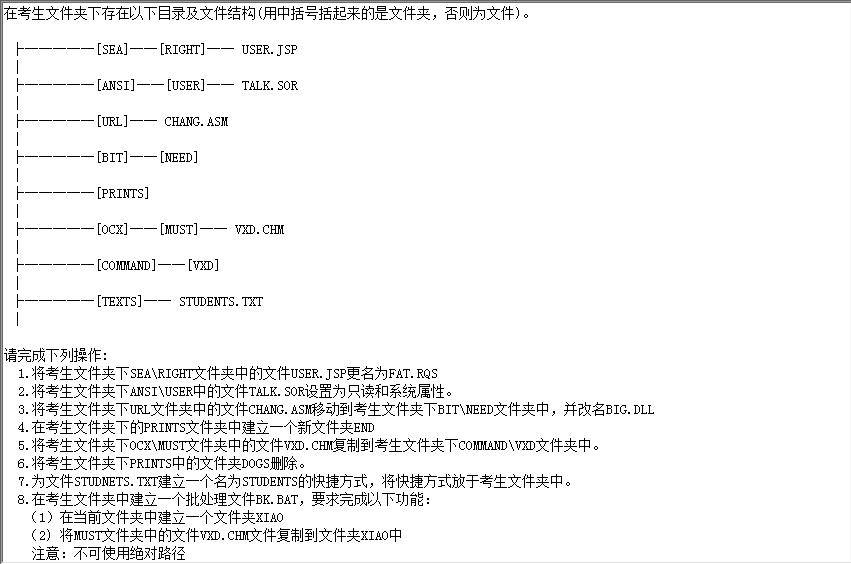 在考生文件夹下存在以下目录及文件结构(用中括号括起来的是文件夹，否则为文件)。
├—————[SEA]——[RIGHT]—— USER.JSP
│
├—————[ANSI]——[USER]—— TALK.SOR
│
├—————[URL]—— CHANG.ASM
│
├—————[BIT]——[NEED]
│
├—————[PRINTS]
│
├—————[OCX]——[MUST]—— VXD.CHM
│
├—————[COMMAND]——[VXD]
│
├—————[TEXTS]—— STUDENTS.TXT
│
请完成下列操作:
1.将考生文件夹下SEA\RIGHT文件夹中的文件USER.JSP更名为FAT.RQS
2.将考生文件夹下ANSI\USER中的文件TALK.SOR设置为只读和系统属性。
3.将考生文件夹下URL文件夹中的文件CHANG.ASM移动到考生文件夹下BIT\NEED文件夹中，并改名BIG.DLL
4.在考生文件夹下的PRINTS文件夹中建立一个新文件夹END
5.将考生文件夹下OCX\MUST文件夹中的文件VXD.CHM复制到考生文件夹下COMMAND\VXD文件夹中。
6.将考生文件夹下PRINTS中的文件夹DOGS删除。
7.为文件STUDNETS.TXT建立一个名为STUDENTS的快捷方式，将快捷方式放于考生文件夹中。
8.在考生文件夹中建立一个批处理文件BK.BAT，要求完成以下功能：
（1）在当前文件夹中建立一个文件夹XIAO
（2）将MUST文件夹中的文件VXD.CHM文件复制到文件夹XIAO中
注意：不可使用绝对路径